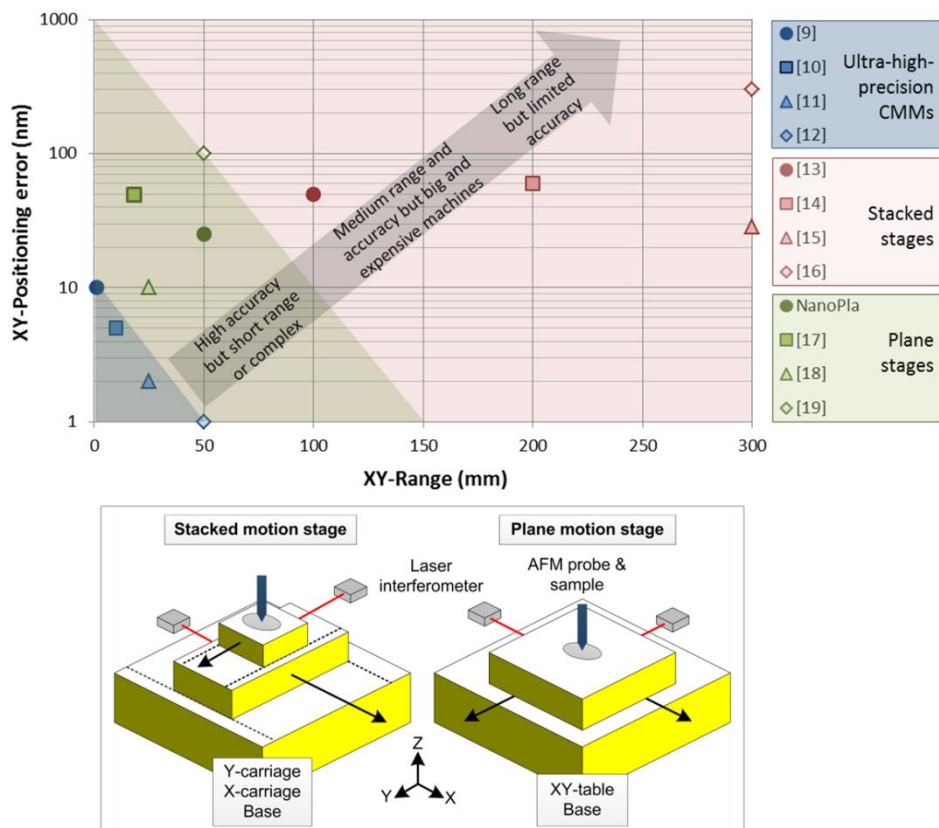 1000
100
10
1
XY-Positioning error (nm)
0 50 100 150 200 250 300
XY-Range (mm)
High accuracy
but short range
or complex
Medium range and
accuracy but big and
expensive machines
Long range
but limited
accuracy
[9]
[10]
[11]
[12]
Ultra-high-
precision
CMMs
[13]
[14]
[15]
[16]
Stacked
stages
NanoPla
[17]
[18]
[19]
Plane
stages
Stacked motion stage
Plane motion stage
Laser
interferometer
AFM probe &
sample
Y-carriage
X-carriage
Base
Z
Y X
XY-table
Base